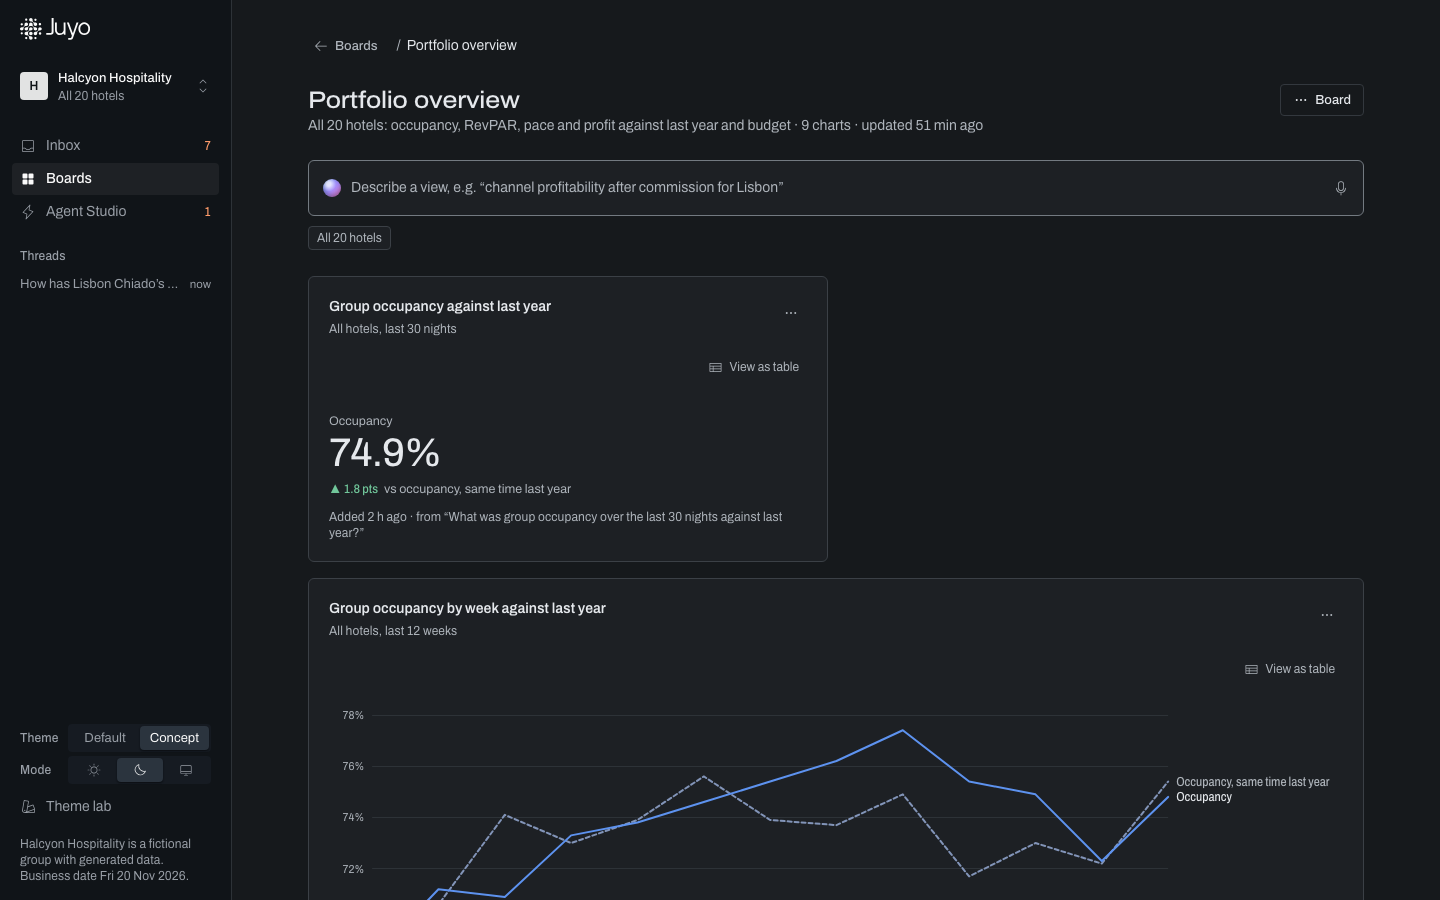 Juyo
H
Halcyon Hospitality
All 20 hotels
Inbox
7
Boards
Agent Studio
1
Threads
How has Lisbon Chiado’s ...
now
Theme
Default
Concept
Mode
Theme lab
Halcyon Hospitality is a fictional
group with generated data.
Business date Fri 20 Nov 2026.
Boards / Portfolio overview
Portfolio overview
All 20 hotels: occupancy, RevPAR, pace and profit against last year and budget · 9 charts · updated 51 min ago
··· Board
Describe a view, e.g. “channel profitability after commission for Lisbon”
All 20 hotels
Group occupancy against last year
All hotels, last 30 nights
View as table
Occupancy
74.9%
▲ 1.8 pts vs occupancy, same time last year
Added 2 h ago · from “What was group occupancy over the last 30 nights against last
year?”
Group occupancy by week against last year
All hotels, last 12 weeks
View as table
78%
76%
74%
72%
Occupancy, same time last year
Occupancy